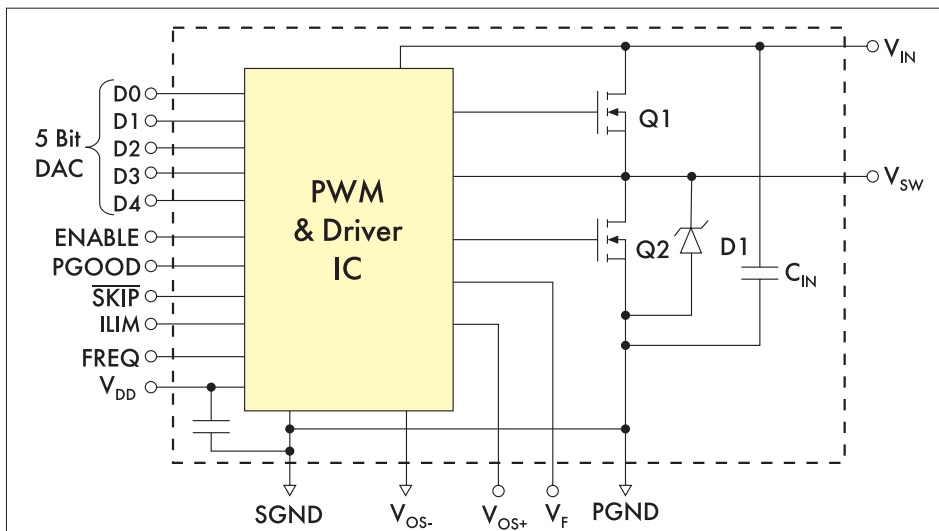 D0
D1
5 Bit
DAC
D2
D3
D4
ENABLE
PGOOD
SKIP
ILIM
FREQ
VDD
PWM
& Driver
IC
Q1
Q2
D1
CIN
VIN
VSW
SGND
VOS-
VOS+
VF
PGND